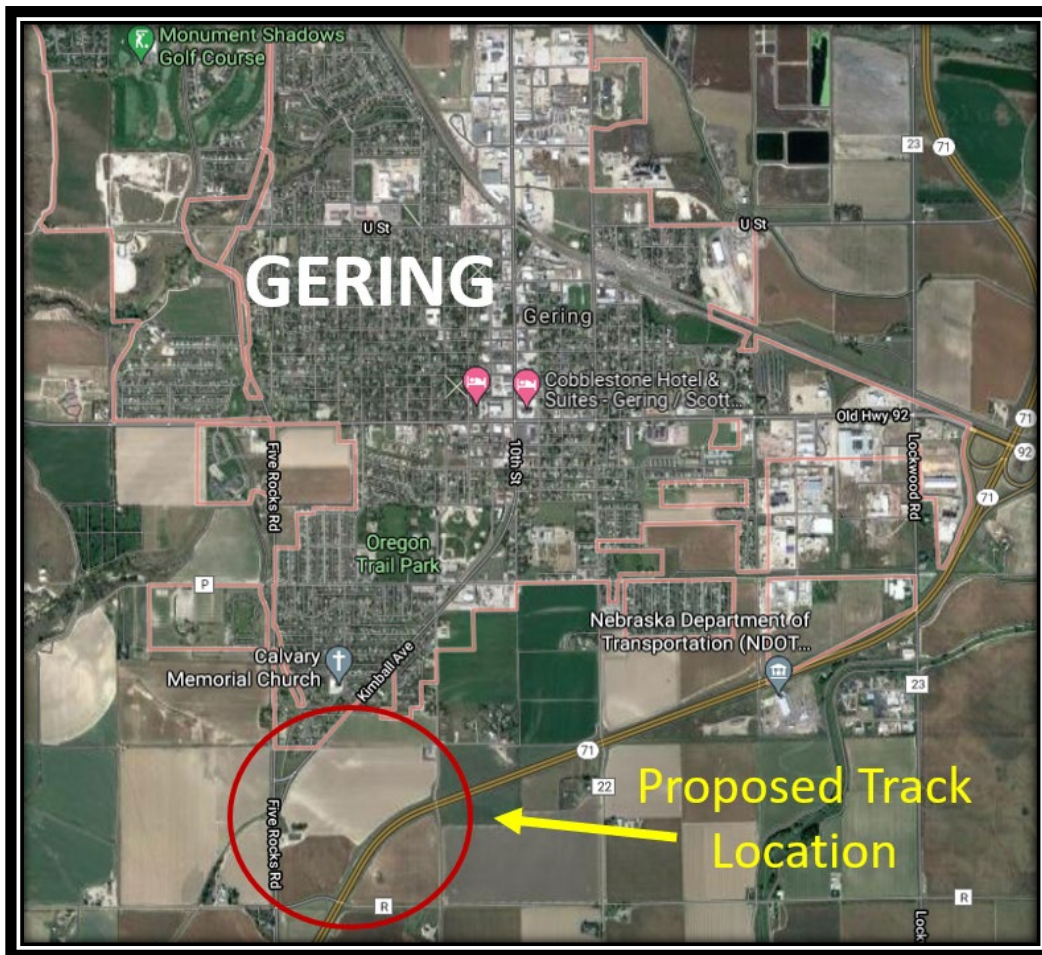 Monument Shadows
Golf Course
23
71
U St
U St
GERING
Gering
Cobblestone Hotel &
Suites - Gering / Scott...
Old Hwy 92
71
92
Five Rocks Rd
10th St
Lockwood Rd
71
Oregon
Trail Park
P
Nebraska Department of
Transportation (NDOT...
Calvary
Memorial Church
Kimball Ave
23
71
22
Proposed Track
Location
Five Rocks Rd
R
R
Lock